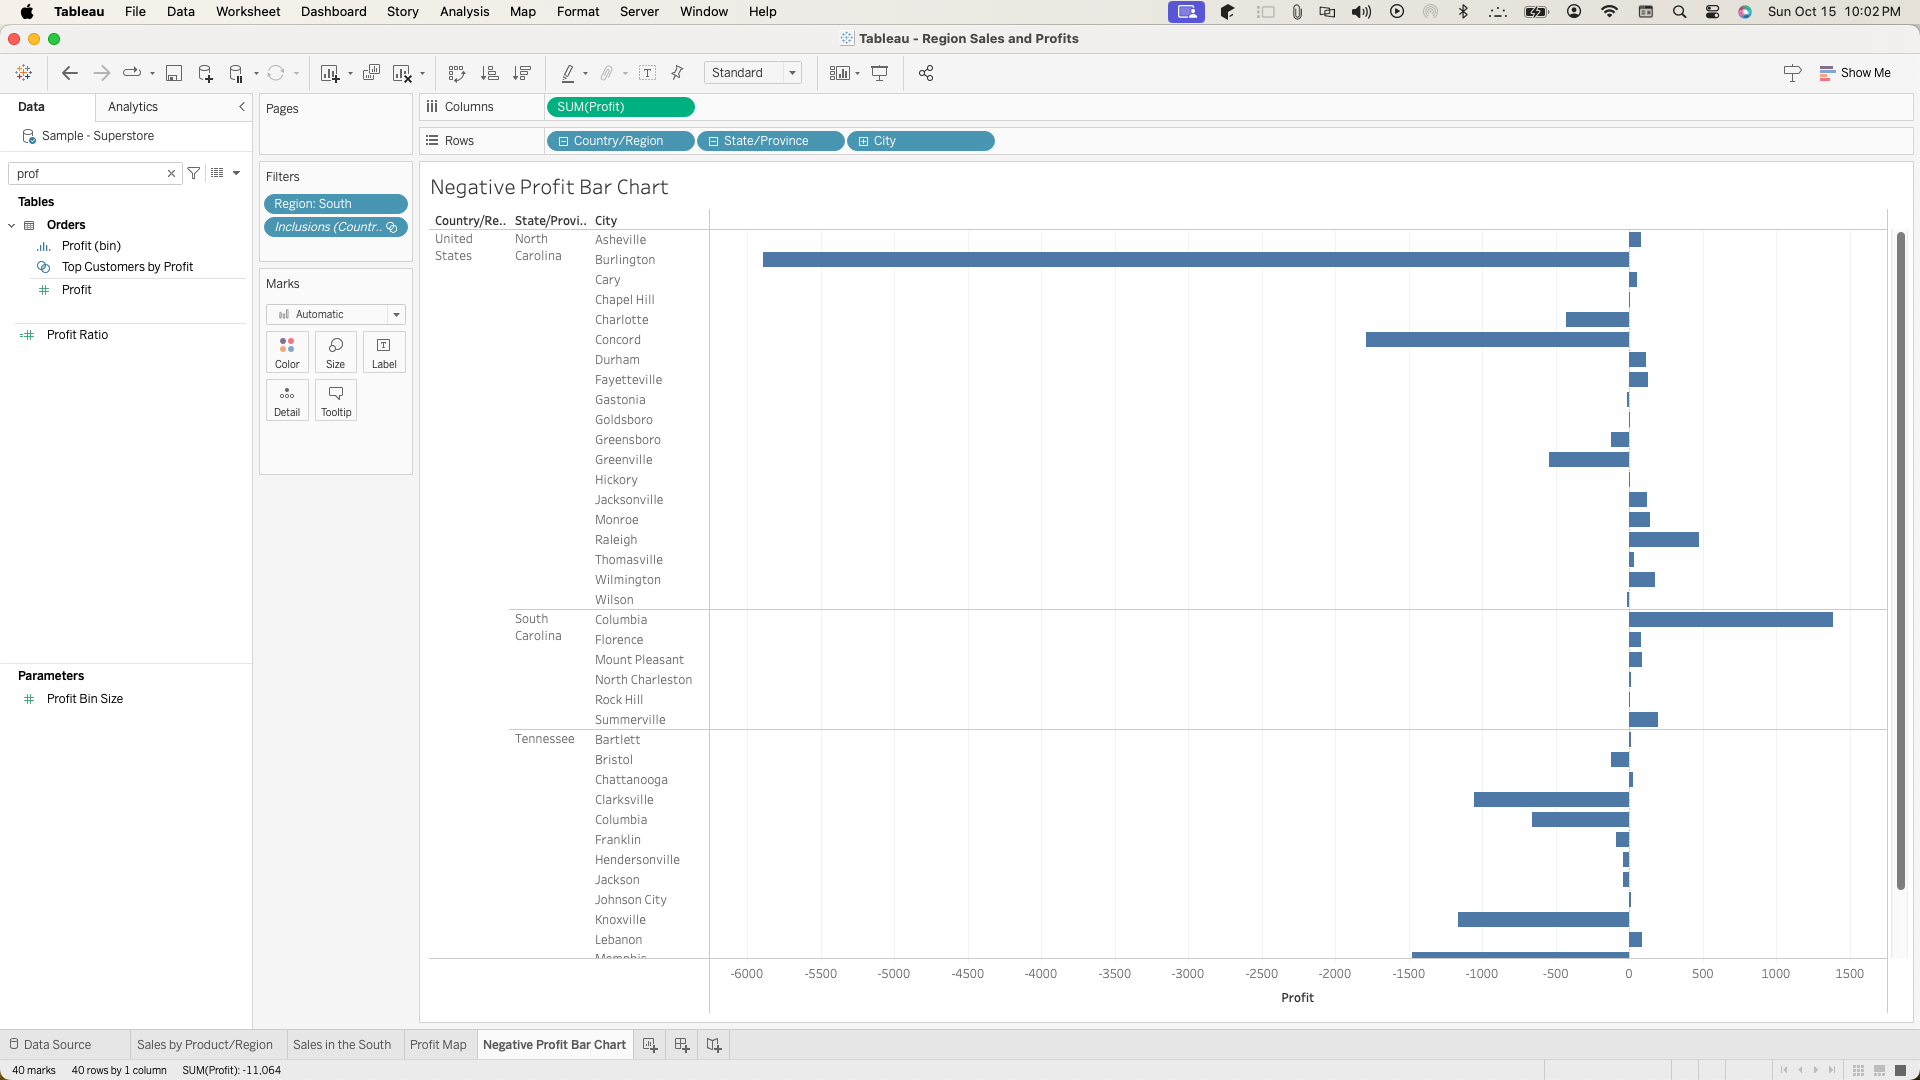 Tableau File Data Worksheet Dashboard Story Analysis Map Format Server Window Help
Sun Oct 15 10:02 PM
Tableau - Region Sales and Profits
Standard
Show Me
Data
Analytics
Sample - Superstore
prof
Tables
Orders
Profit (bin)
Top Customers by Profit
Profit
Profit Ratio
Parameters
Profit Bin Size
Pages
Filters
Region: South
Inclusions (Countr..
Marks
Automatic
Color
Size
Label
Detail
Tooltip
Columns
SUM(Profit)
Rows
Country/Region
State/Province
City
Negative Profit Bar Chart
Country/Re.. State/Provi.. City
United States
North Carolina
Asheville
Burlington
Cary
Chapel Hill
Charlotte
Concord
Durham
Fayetteville
Gastonia
Goldsboro
Greensboro
Greenville
Hickory
Jacksonville
Monroe
Raleigh
Thomasville
Wilmington
Wilson
South Carolina
Columbia
Florence
Mount Pleasant
North Charleston
Rock Hill
Summerville
Tennessee
Bartlett
Bristol
Chattanooga
Clarksville
Columbia
Franklin
Hendersonville
Jackson
Johnson City
Knoxville
Lebanon
-6000 -5500 -5000 -4500 -4000 -3500 -3000 -2500 -2000 -1500 -1000 -500 0 500 1000 1500
Profit
Data Source
Sales by Product/Region
Sales in the South
Profit Map
Negative Profit Bar Chart
40 marks 40 rows by 1 column SUM(Profit): -11,064